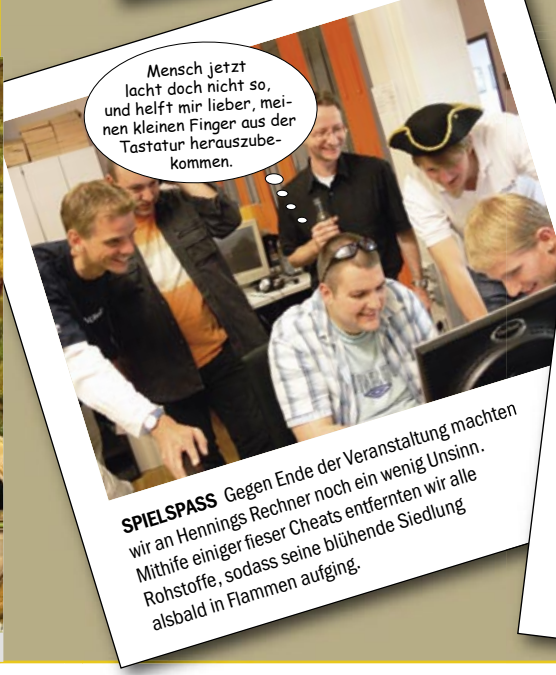 Mensch jetzt
lacht doch nicht so,
und helft mir lieber, mei-
nen kleinen Finger aus der
Tastatur herauszube-
kommen.
SPIELSPASS Gegen Ende der Veranstaltung machten
wir an Hennings Rechner noch ein wenig Unsinn.
Mithife einiger fieser Cheats entfernten wir alle
Rohstoffe, sodass seine blühende Siedlung
alsbald in Flammen aufging.